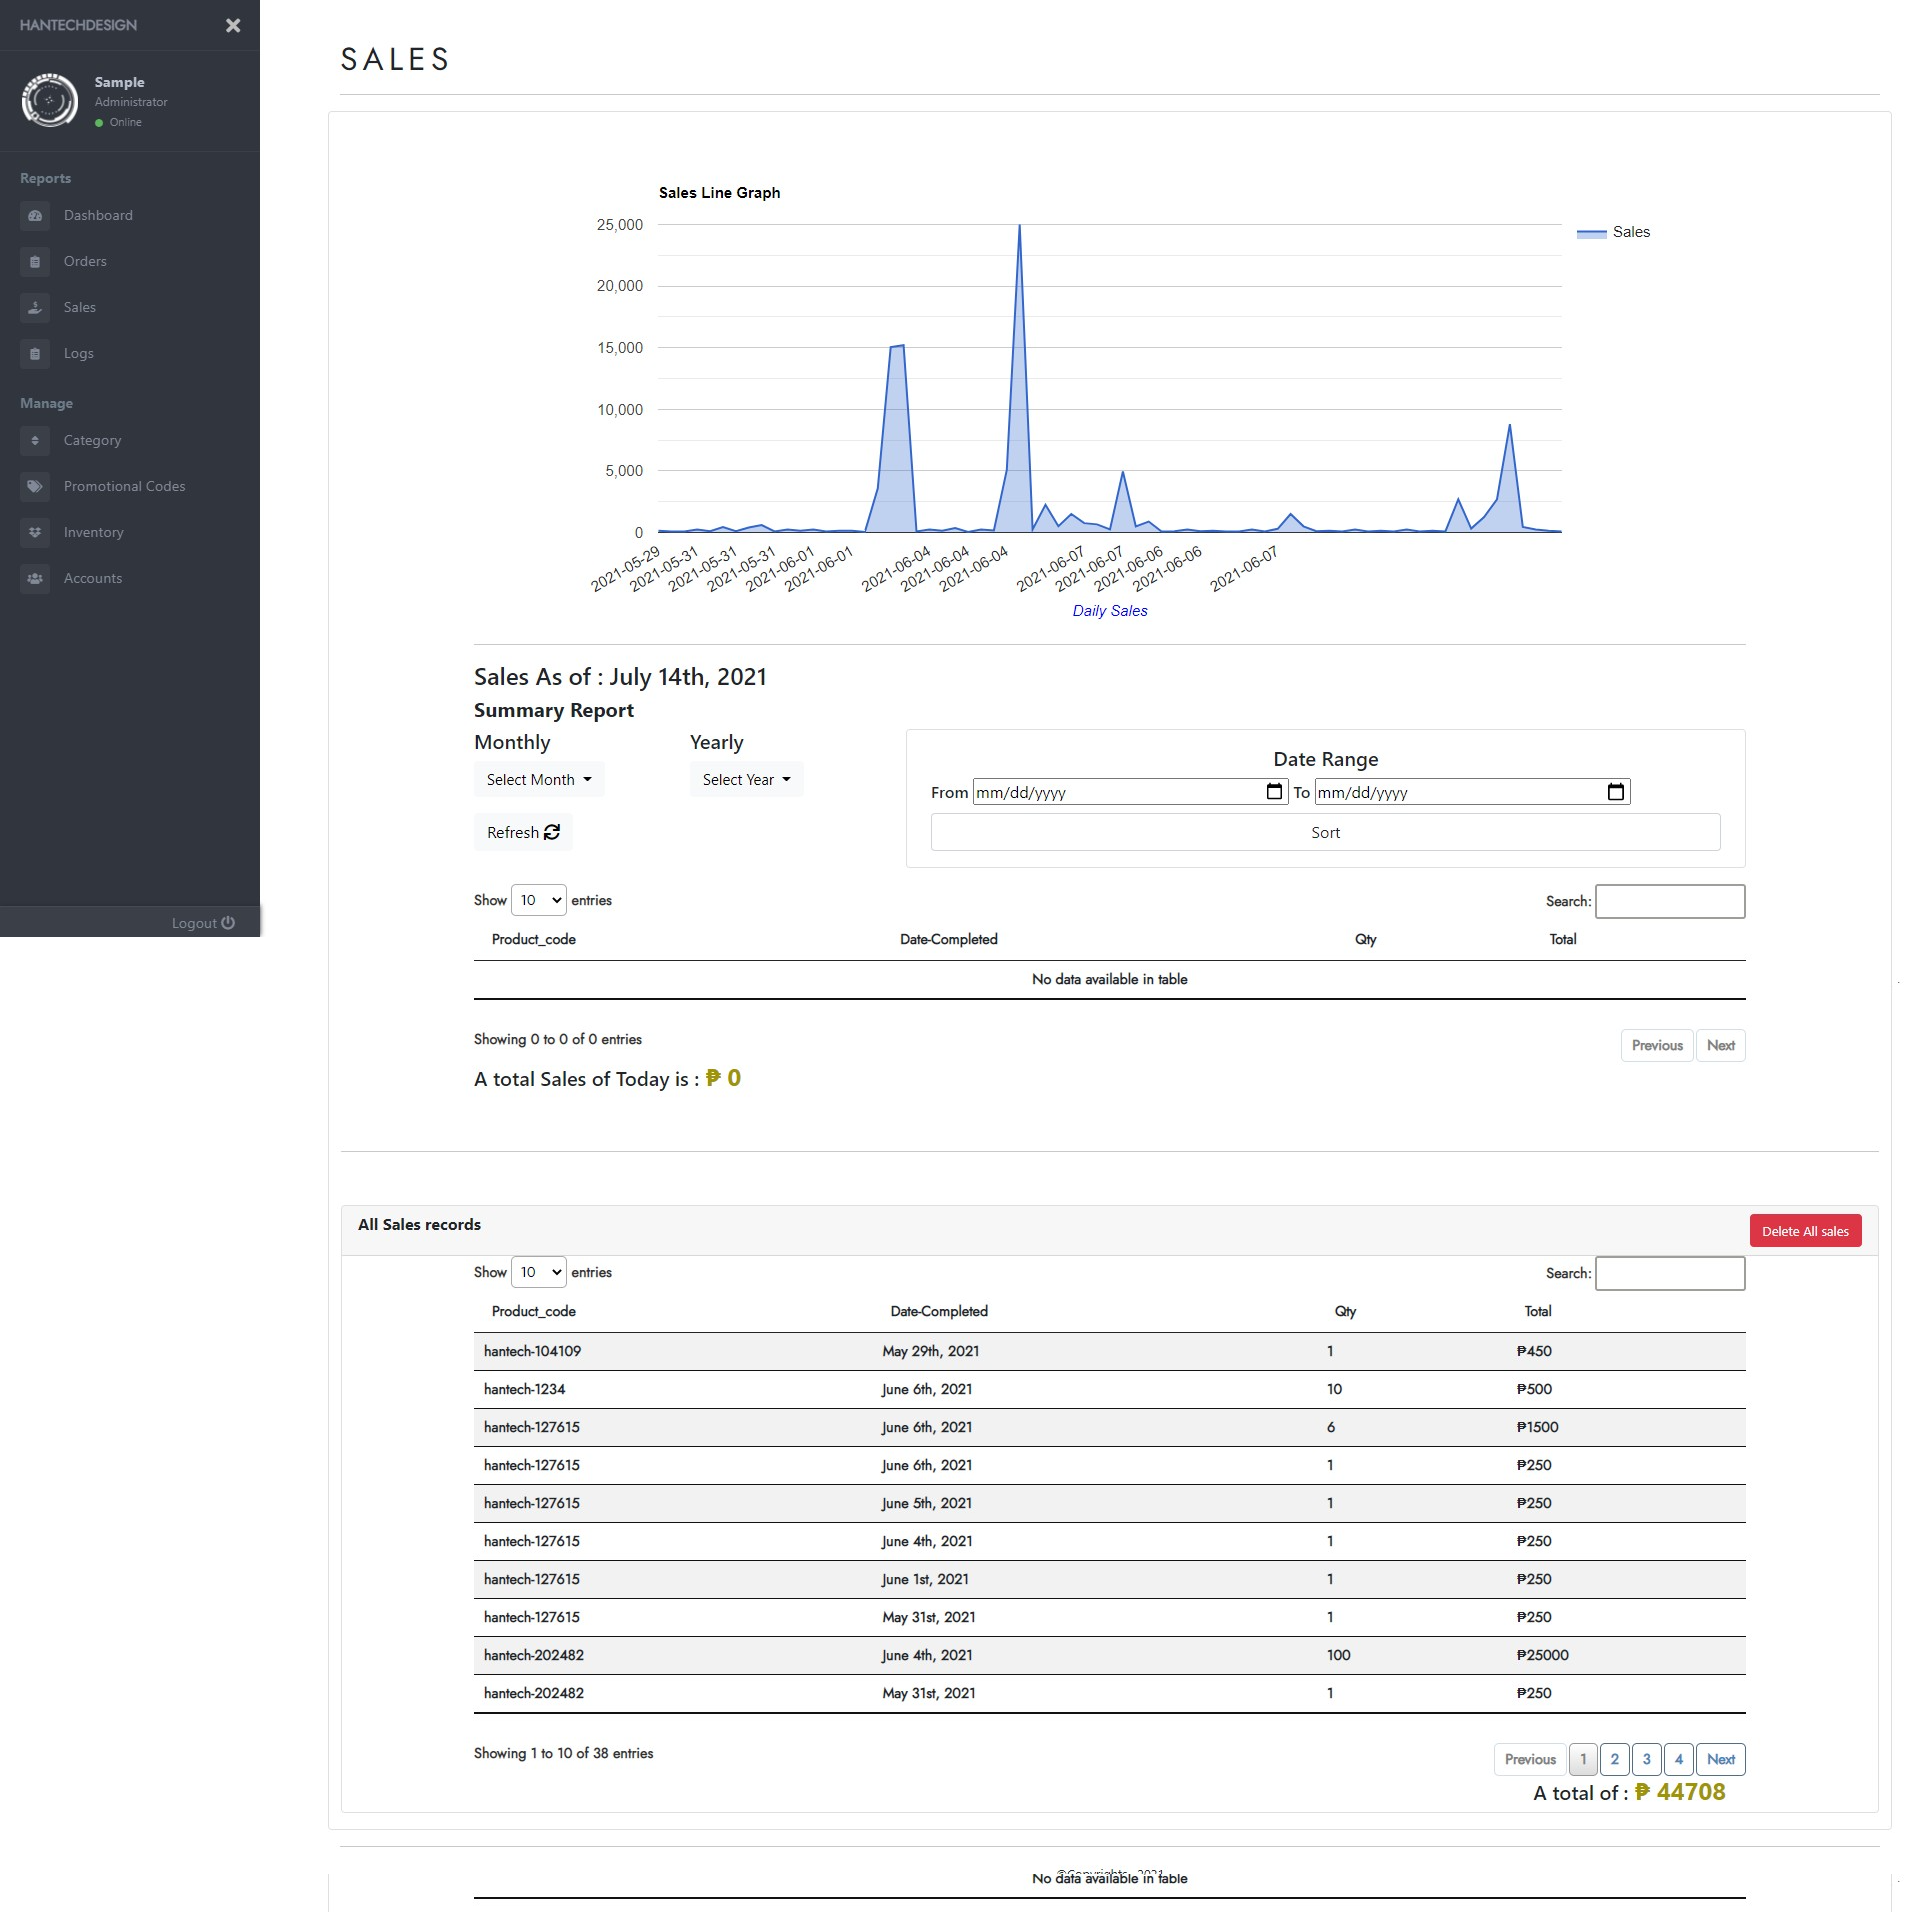 HANTECHDESIGN
Sample
Administrator
Online
Reports
Dashboard
Orders
Sales
Logs
Manage
Category
Promotional Codes
Inventory
Accounts
Logout
SALES
Sales Line Graph
25,000
20,000
15,000
10,000
5,000
0
Sales
2021-05-29
2021-05-31
2021-05-31
2021-05-31
2021-06-01
2021-06-01
2021-06-04
2021-06-04
2021-06-04
2021-06-07
2021-06-07
2021-06-06
2021-06-06
2021-06-07
Daily Sales
Sales As of : July 14th, 2021
Summary Report
Monthly Yearly
Select Month Select Year
Refresh
Date Range
From mm/dd/yyyy To mm/dd/yyyy
Sort
Show 10 entries Search:
Product_code Date-Completed Qty Total
No data available in table
Showing 0 to 0 of 0 entries Previous Next
A total Sales of Today is : ₱ 0
All Sales records Delete All sales
Show 10 entries Search:
Product_code Date-Completed Qty Total
hantech-104109 May 29th, 2021 1 ₱450
hantech-1234 June 6th, 2021 10 ₱500
hantech-127615 June 6th, 2021 6 ₱1500
hantech-127615 June 6th, 2021 1 ₱250
hantech-127615 June 5th, 2021 1 ₱250
hantech-127615 June 4th, 2021 1 ₱250
hantech-127615 June 1st, 2021 1 ₱250
hantech-127615 May 31st, 2021 1 ₱250
hantech-202482 June 4th, 2021 100 ₱25000
hantech-202482 May 31st, 2021 1 ₱250
Showing 1 to 10 of 38 entries Previous 1 2 3 4 Next
A total of : ₱ 44708
No data available in table